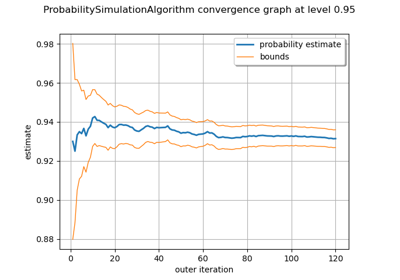 ProbabilitySimulationAlgorithm convergence graph at level 0.95
probability estimate
bounds
estimate
0.98
0.96
0.94
0.92
0.90
0.88
0 20 40 60 80 100 120
outer iteration